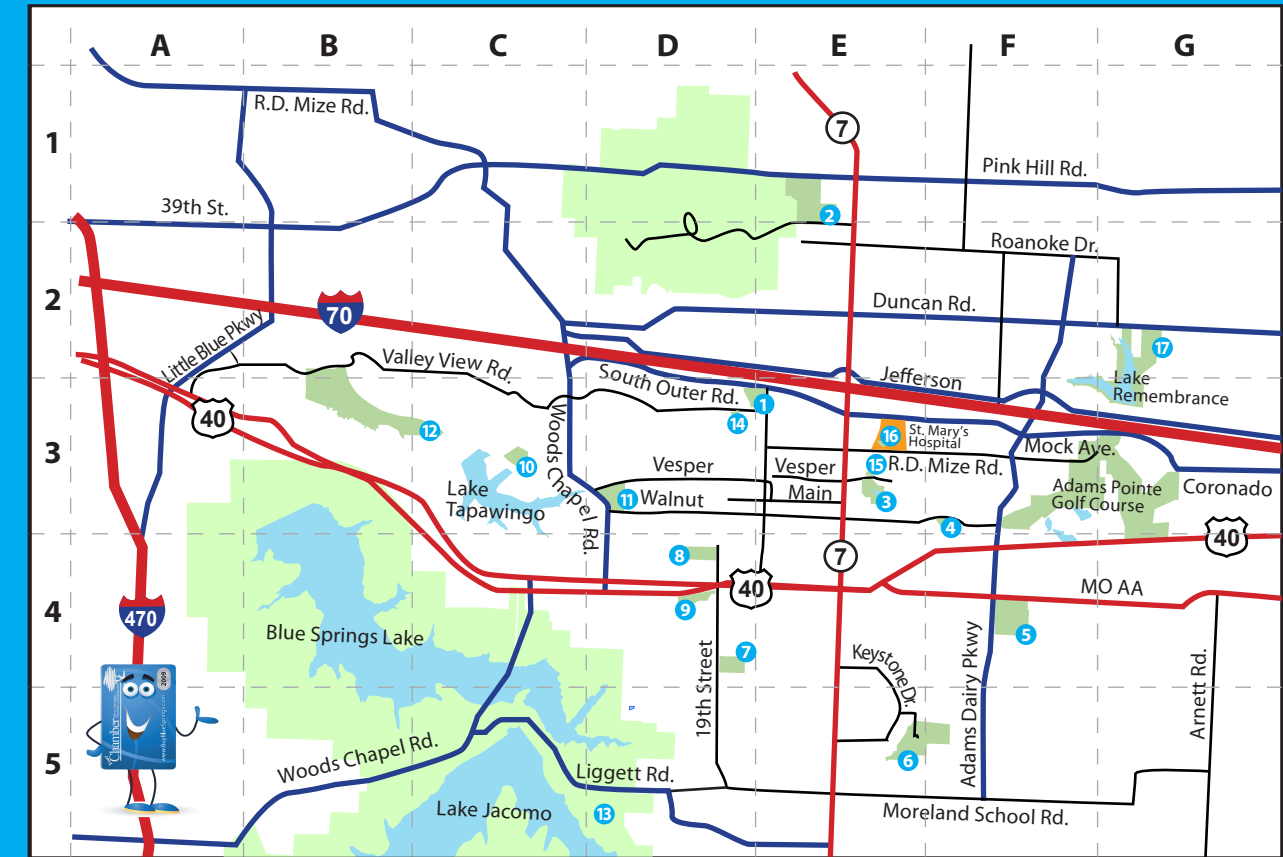 A
B
C
D
E
F
G
1
2
3
4
5
R.D. Mize Rd.
7
Pink Hill Rd.
39th St.
2
Roanoke Dr.
70
Duncan Rd.
Little Blue Pkwy
Valley View Rd.
South Outer Rd.
Jefferson
17
Lake
Remembrance
40
1
14
12
16
St. Mary's
Hospital
Mock Ave.
Woods Chapel Rd.
10
Vesper
Vesper
15
R.D. Mize Rd.
Lake
Tapawingo
11
Walnut
Main
3
Adams Pointe
Golf Course
Coronado
4
40
8
7
40
MO AA
470
9
Blue Springs Lake
5
7
Keystone Dr.
19th Street
Adams Dairy Pkwy
Arnett Rd.
Chamber
2009
www.BuyBlueSprings.com
Woods Chapel Rd.
6
Liggett Rd.
Lake Jacomo
13
Moreland School Rd.